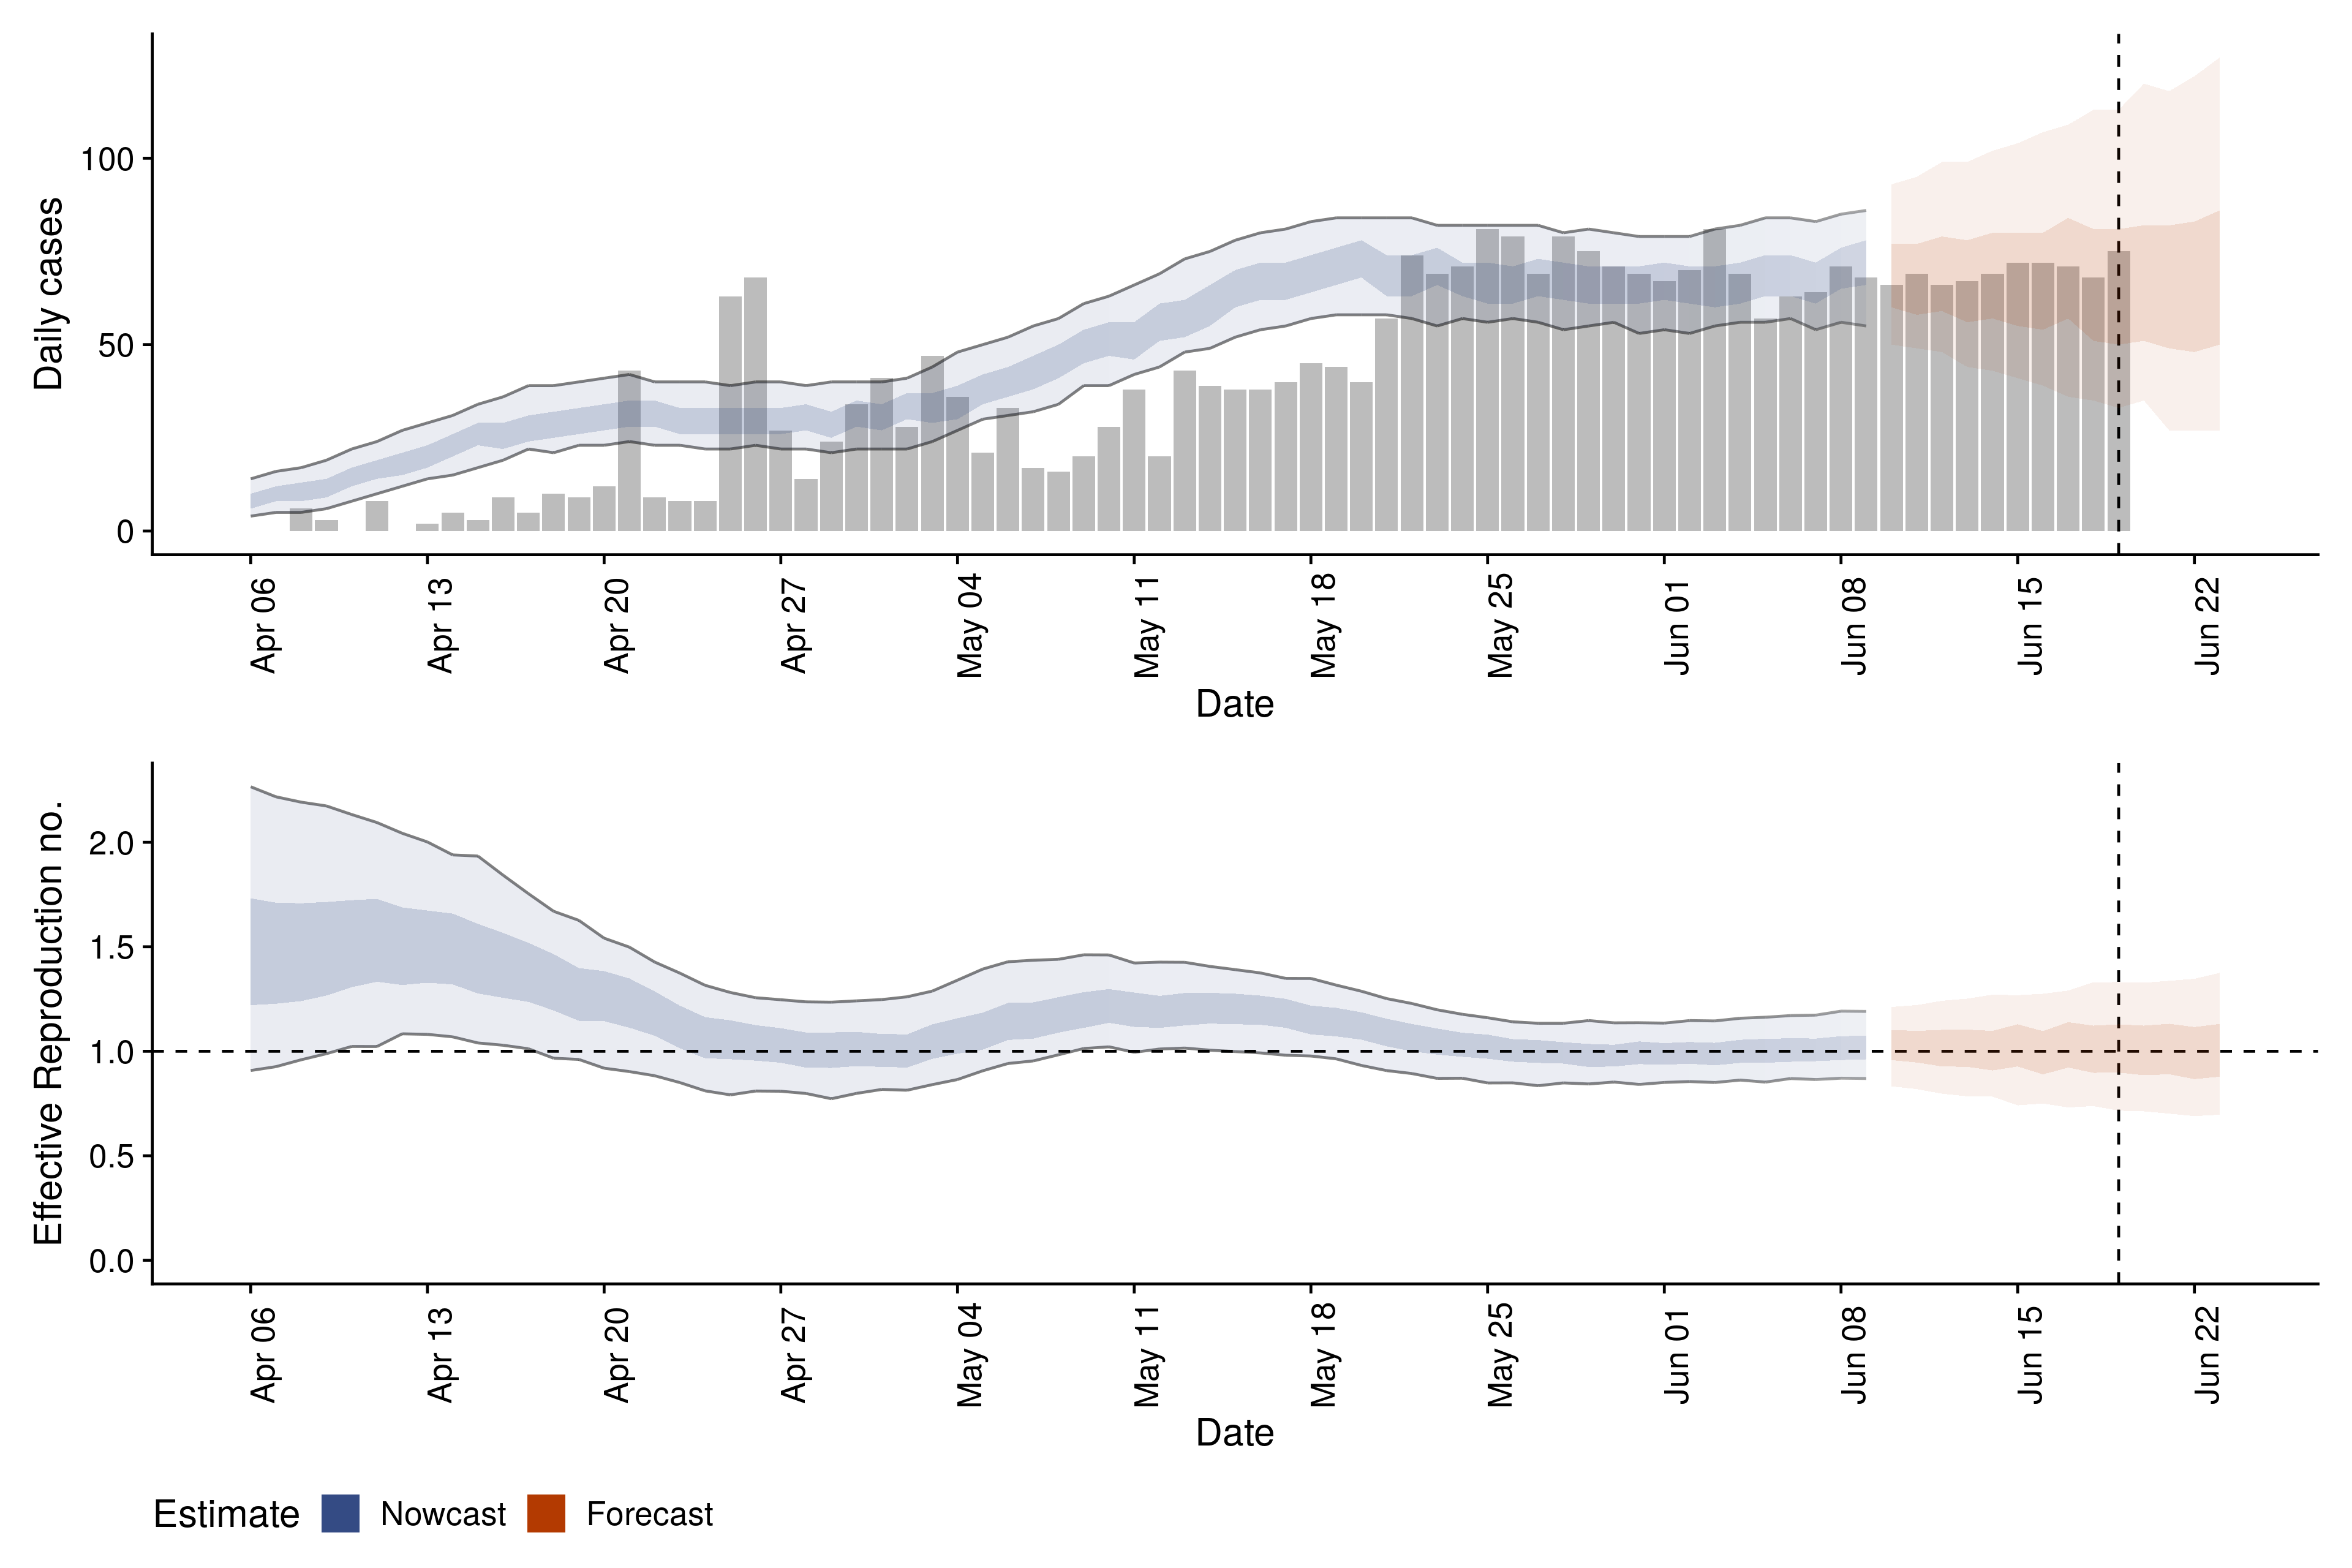 Daily cases
100
50
0
Apr 06
Apr 13
Apr 20
Apr 27
May 04
May 11
May 18
May 25
Jun 01
Jun 08
Jun 15
Jun 22
Date
Effective Reproduction no.
2.0
1.5
1.0
0.5
0.0
Apr 06
Apr 13
Apr 20
Apr 27
May 04
May 11
May 18
May 25
Jun 01
Jun 08
Jun 15
Jun 22
Date
Estimate Nowcast Forecast